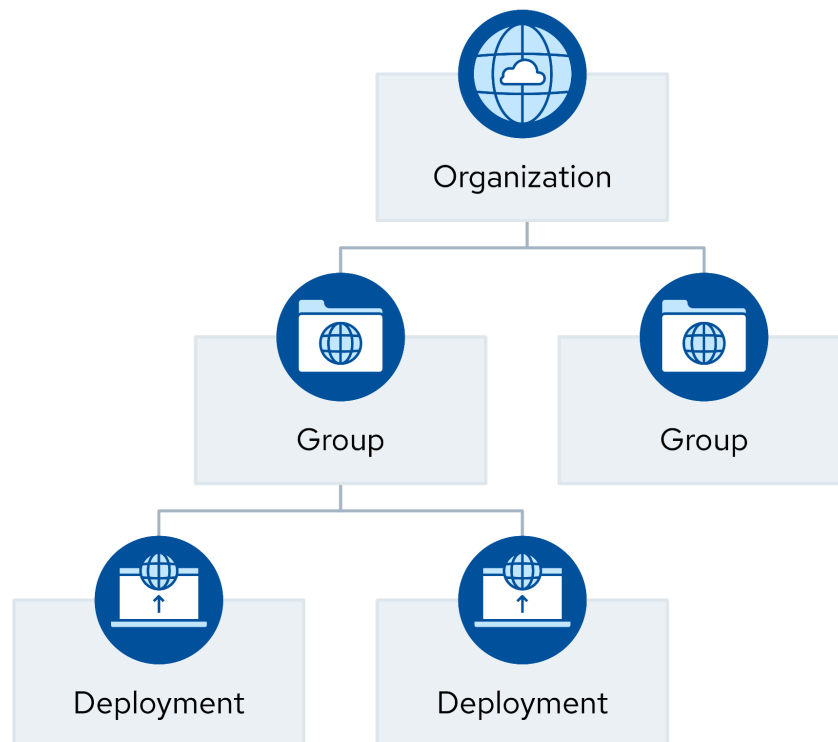 Organization
Group
Group
Deployment
Deployment